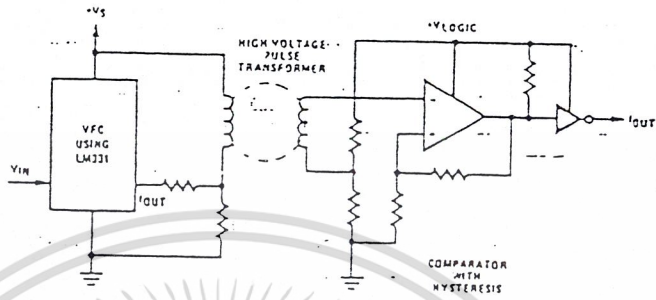 +VS
+VLOGIC
HIGH VOLTAGE
PULSE
TRANSFORMER
VFC
USING
LM331
VIN
fOUT
fOUT
COMPARATOR
WITH
HYSTERESIS